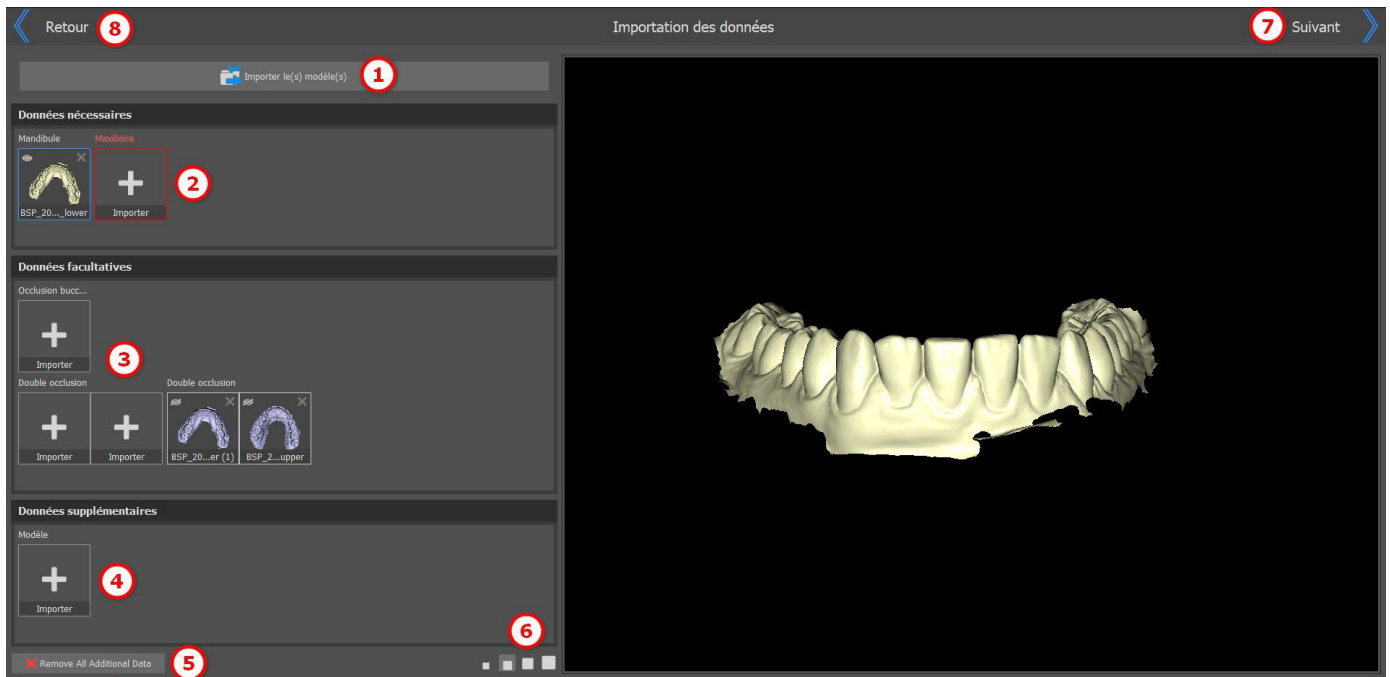 Retour 8 Importation des données 7 Suivant
Importer le(s) modèle(s) 1
Données nécessaires
Mandibule Maxillaire
2
BSP_20..._lower Importer
Données facultatives
Occlusion bucc...
Importer 3
Double occlusion Double occlusion
Importer Importer BSP_20...er (1) BSP_2...upper
Données supplémentaires
Modèle
4
Importer
6
Remove All Additional Data 5